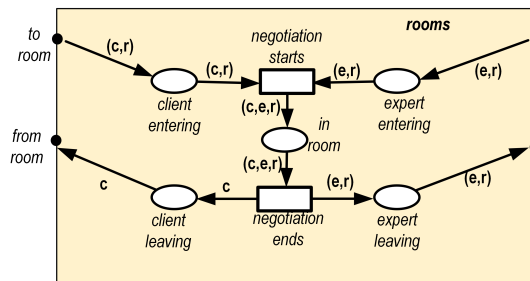 rooms
to
room
(c,r)
(c,r)
negotiation
starts
(e,r)
(e,r)
client
entering
(c,e,r)
expert
entering
from
room
in
room
(c,e,r)
c
c
(e,r)
(e,r)
client
leaving
negotiation
ends
expert
leaving